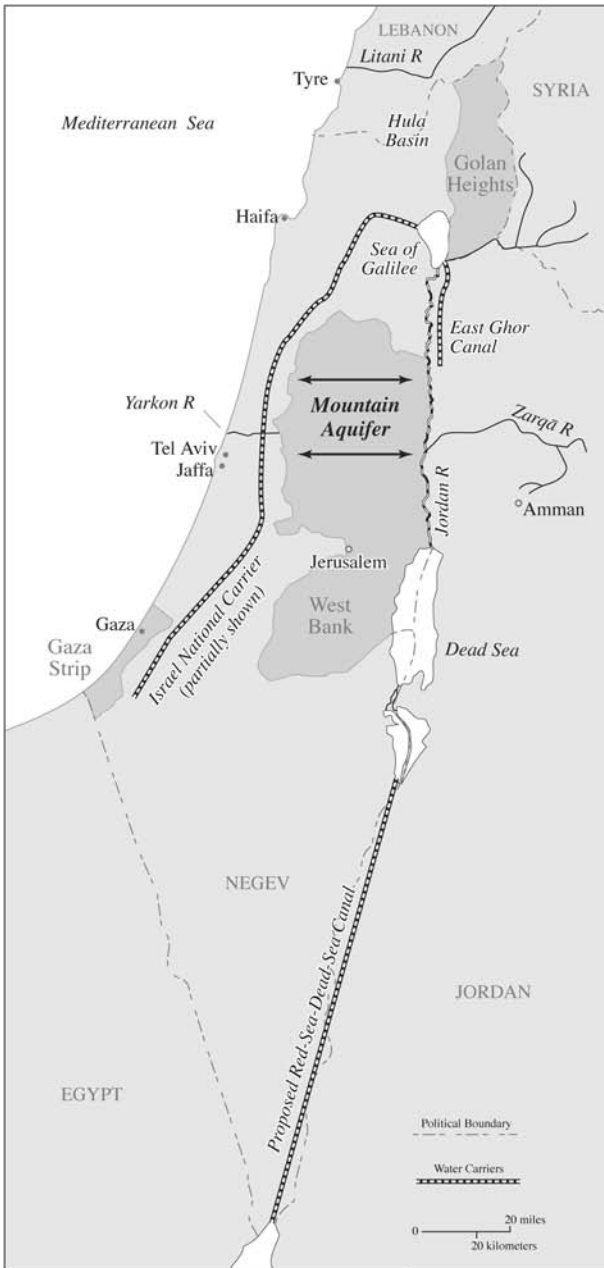 LEBANON
Litani R
Tyre
SYRIA
Mediterranean Sea
Hula
Basin
Golan
Heights
Haifa
Sea of
Galilee
East Ghor
Canal
Mountain
Aquifer
Yarkon R
Zarqā R
Tel Aviv
Jaffa
Jordan R
Amman
Jerusalem
West
Bank
Gaza
Gaza
Strip
Israel National Carrier
(partially shown)
Dead Sea
NEGEV
Proposed Red-Sea-Dead-Sea Canal
JORDAN
EGYPT
Political Boundary
Water Carriers
0 20 miles
20 kilometers